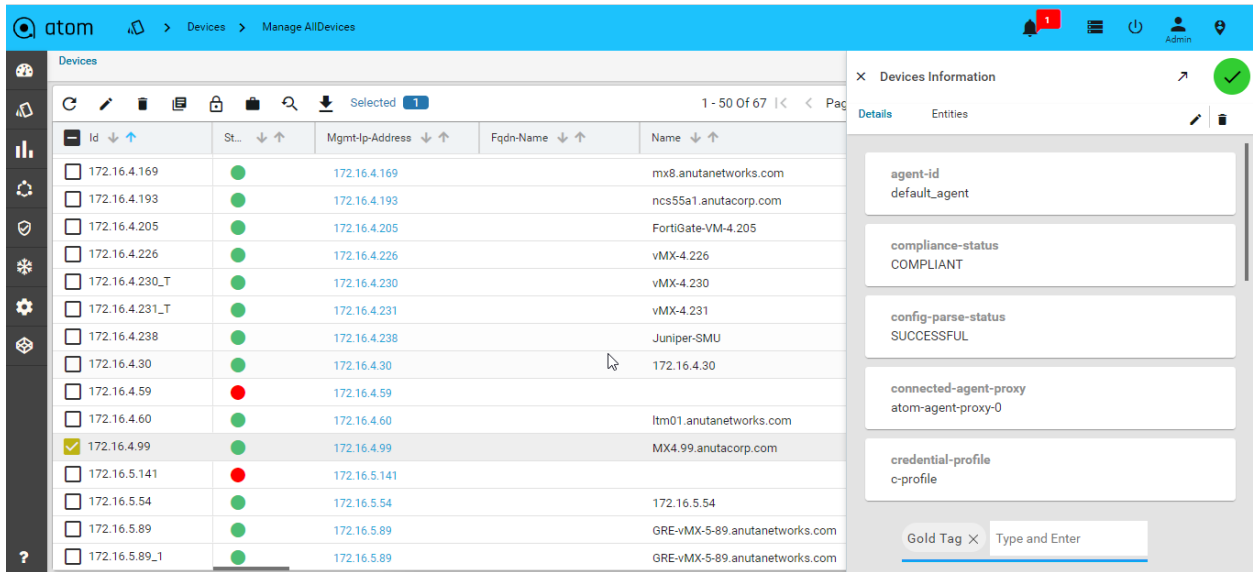 atom > Devices > Manage AllDevices 1 Admin
Devices
Selected 1 1 - 50 Of 67 |< < Pag
Id St... Mgmt-Ip-Address Fqdn-Name Name
172.16.4.169 172.16.4.169 mx8.anutanetworks.com
172.16.4.193 172.16.4.193 ncs55a1.anutacorp.com
172.16.4.205 172.16.4.205 FortiGate-VM-4.205
172.16.4.226 172.16.4.226 vMX-4.226
172.16.4.230_T 172.16.4.230 vMX-4.230
172.16.4.231_T 172.16.4.231 vMX-4.231
172.16.4.238 172.16.4.238 Juniper-SMU
172.16.4.30 172.16.4.30 172.16.4.30
172.16.4.59 172.16.4.59
172.16.4.60 172.16.4.60 ltm01.anutanetworks.com
172.16.4.99 172.16.4.99 MX4.99.anutacorp.com
172.16.5.141 172.16.5.141
172.16.5.54 172.16.5.54 172.16.5.54
172.16.5.89 172.16.5.89 GRE-vMX-5-89.anutanetworks.com
172.16.5.89_1 172.16.5.89 GRE-vMX-5-89.anutanetworks.com
?
Devices Information
Details Entities
agent-id
default_agent
compliance-status
COMPLIANT
config-parse-status
SUCCESSFUL
connected-agent-proxy
atom-agent-proxy-0
credential-profile
c-profile
Gold Tag × Type and Enter